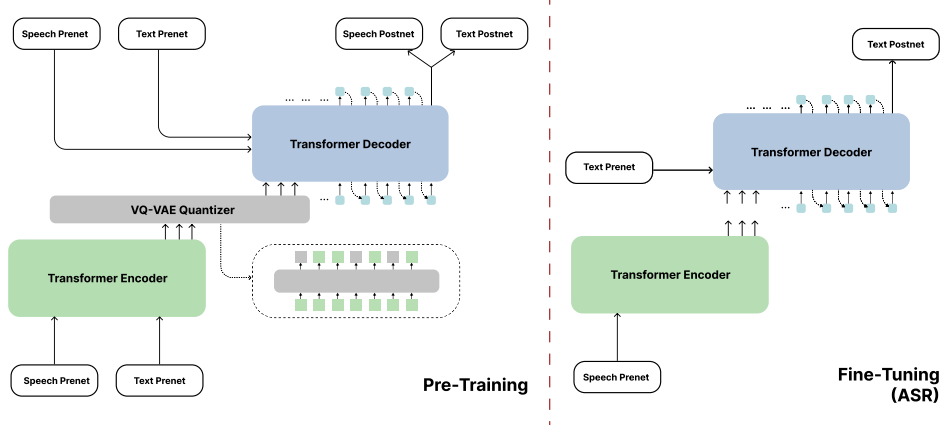 Speech Prenet
Text Prenet
Speech Postnet
Text Postnet
... ... ...
Transformer Decoder
...
VQ-VAE Quantizer
Transformer Encoder
Speech Prenet
Text Prenet
Pre-Training
Text Postnet
... ... ...
Transformer Decoder
Text Prenet
...
Transformer Encoder
Speech Prenet
Fine-Tuning
(ASR)